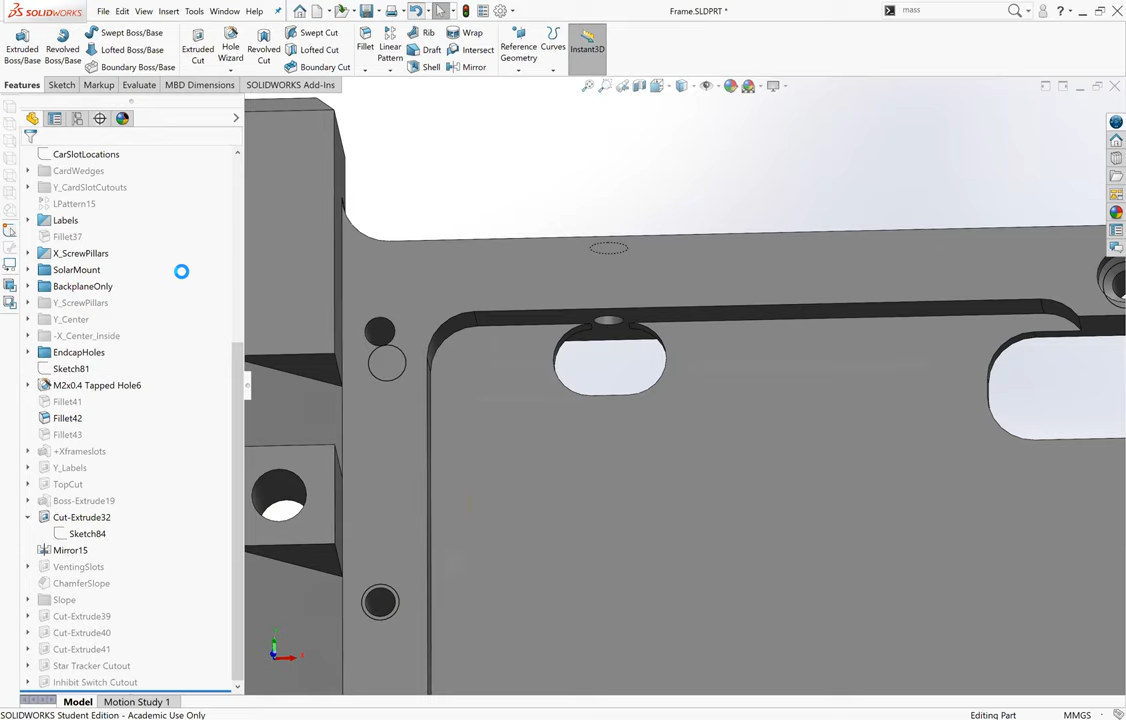 SOLIDWORKS File Edit View Insert Tools Window Help Frame.SLDPRT * mass
Extruded Boss/Base
Revolved Boss/Base
Swept Boss/Base
Lofted Boss/Base
Boundary Boss/Base
Extruded Cut
Hole Wizard
Revolved Cut
Swept Cut
Lofted Cut
Boundary Cut
Fillet
Linear Pattern
Rib
Draft
Shell
Wrap
Intersect
Mirror
Reference Geometry
Curves
Instant3D
Features Sketch Markup Evaluate MBD Dimensions SOLIDWORKS Add-Ins
CarSlotLocations
CardWedges
Y_CardSlotCutouts
LPattern15
Labels
Fillet37
X_ScrewPillars
SolarMount
BackplaneOnly
Y_ScrewPillars
Y_Center
-X_Center_Inside
EndcapHoles
Sketch81
M2x0.4 Tapped Hole6
Fillet41
Fillet42
Fillet43
+Xframeslots
Y_Labels
TopCut
Boss-Extrude19
Cut-Extrude32
Sketch84
Mirror15
VentingSlots
ChamferSlope
Slope
Cut-Extrude39
Cut-Extrude40
Cut-Extrude41
Star Tracker Cutout
Inhibit Switch Cutout
Model Motion Study 1
SOLIDWORKS Student Edition - Academic Use Only Editing Part MMGS